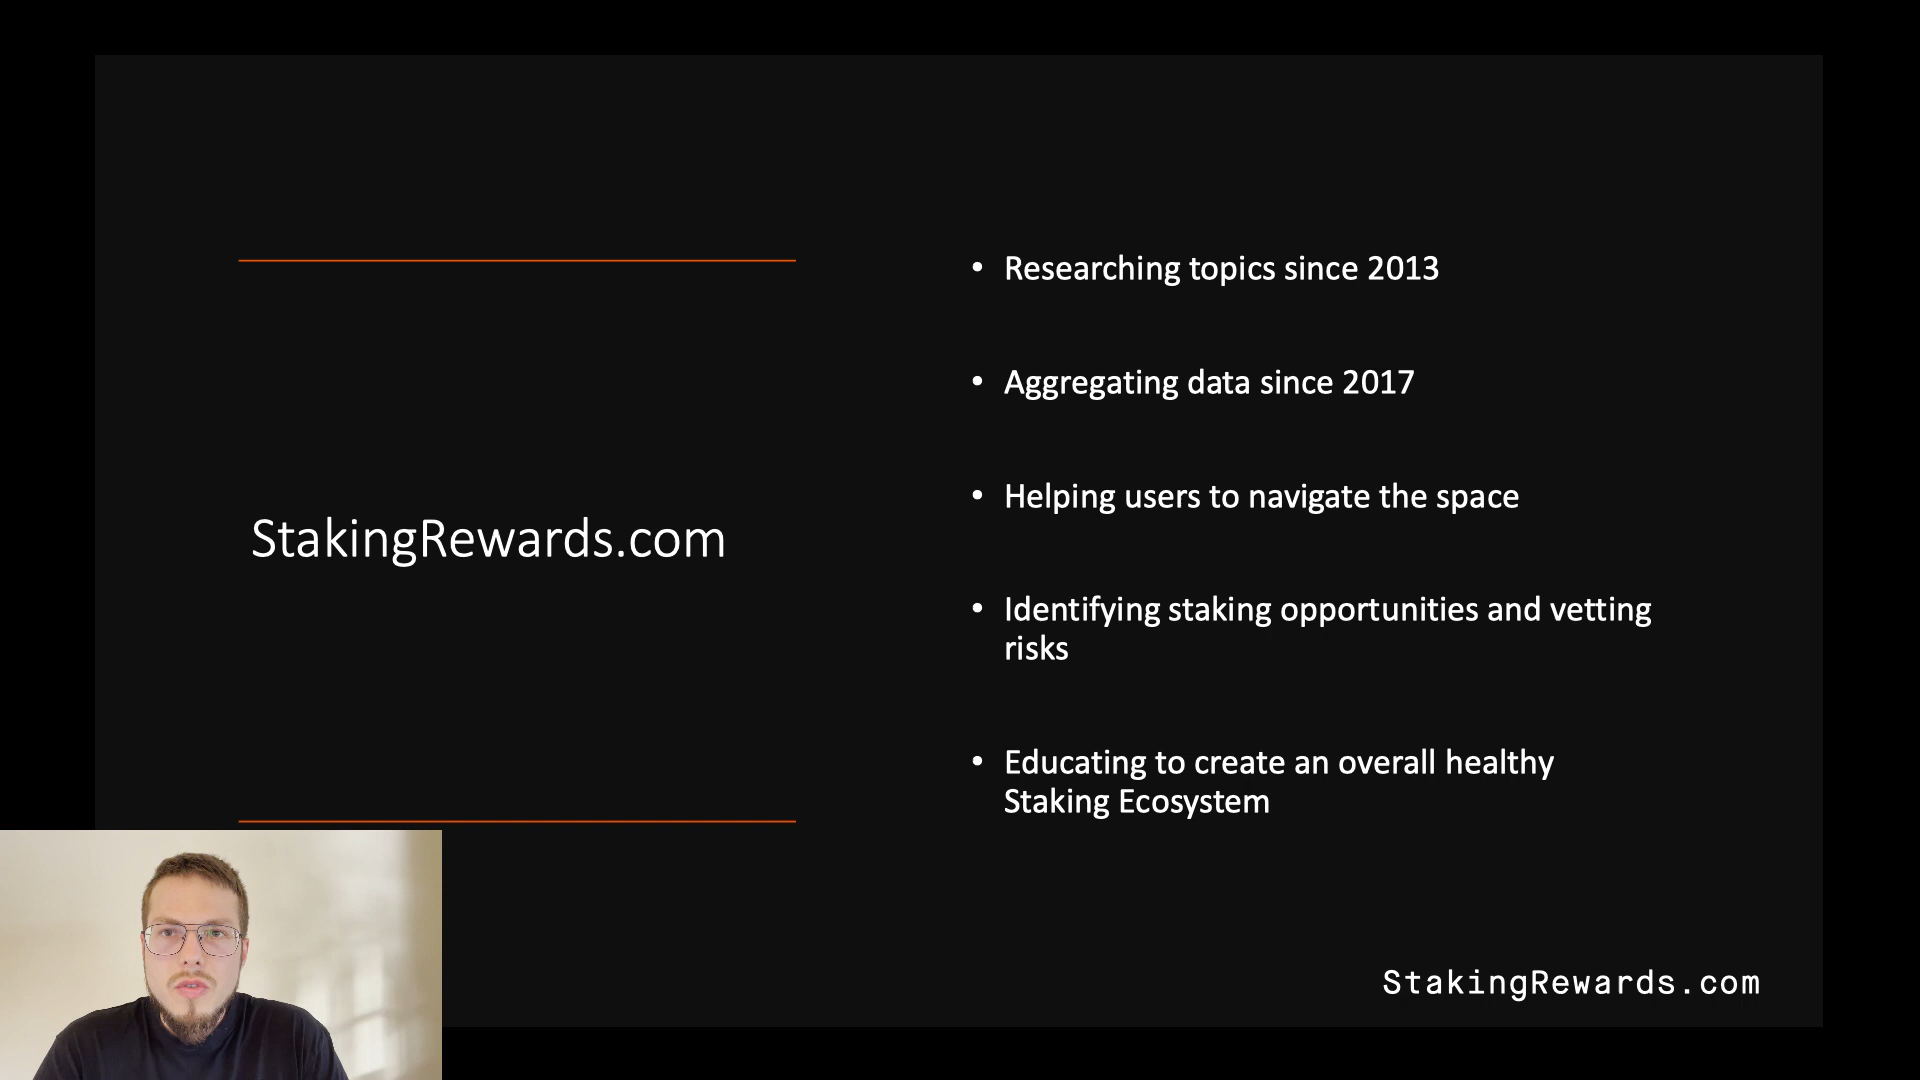 StakingRewards.com
• Researching topics since 2013
• Aggregating data since 2017
• Helping users to navigate the space
• Identifying staking opportunities and vetting
risks
• Educating to create an overall healthy
Staking Ecosystem
StakingRewards.com